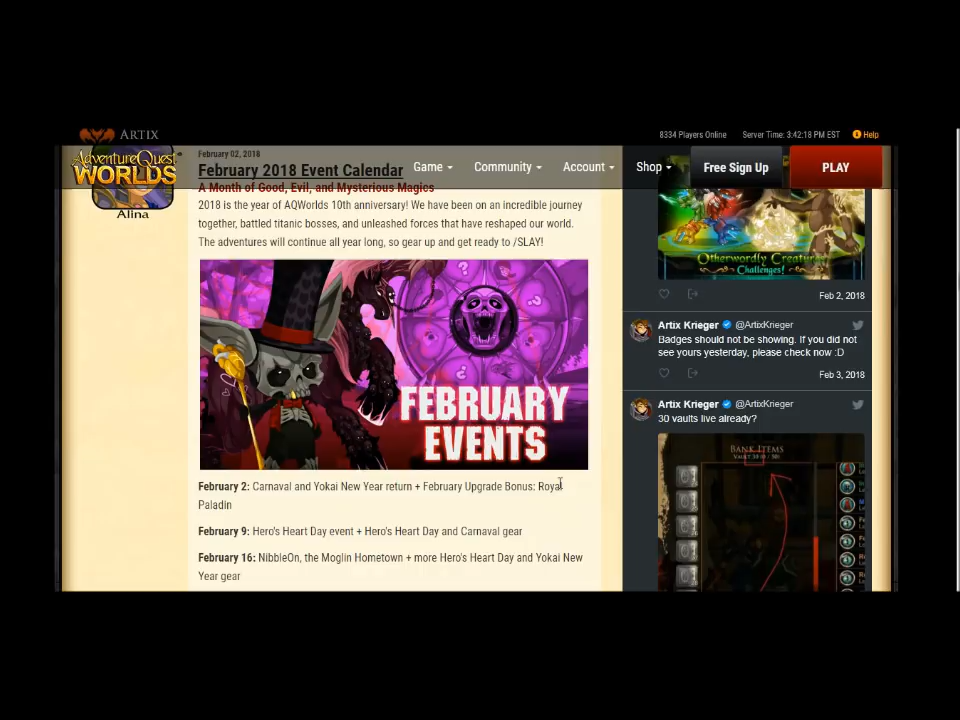 ARTIX
8334 Players Online
Server Time: 3:42:18 PM EST
Help
AdventureQuest
WORLDS
Alina
Game
Community
Account
Shop
Free Sign Up
PLAY
February 02, 2018
February 2018 Event Calendar
A Month of Good, Evil, and Mysterious Magics
2018 is the year of AQWorlds 10th anniversary! We have been on an incredible journey
together, battled titanic bosses, and unleashed forces that have reshaped our world.
The adventures will continue all year long, so gear up and get ready to /SLAY!
FEBRUARY
EVENTS
February 2: Carnaval and Yokai New Year return + February Upgrade Bonus: Royal
Paladin
February 9: Hero's Heart Day event + Hero's Heart Day and Carnaval gear
February 16: NibbleOn, the Moglin Hometown + more Hero's Heart Day and Yokai New
Year gear
Otherwordly Creatures
Challenges!
Feb 2, 2018
Artix Krieger @ArtixKrieger
Badges should not be showing. If you did not
see yours yesterday, please check now :D
Feb 3, 2018
Artix Krieger @ArtixKrieger
30 vaults live already?
BANK ITEMS